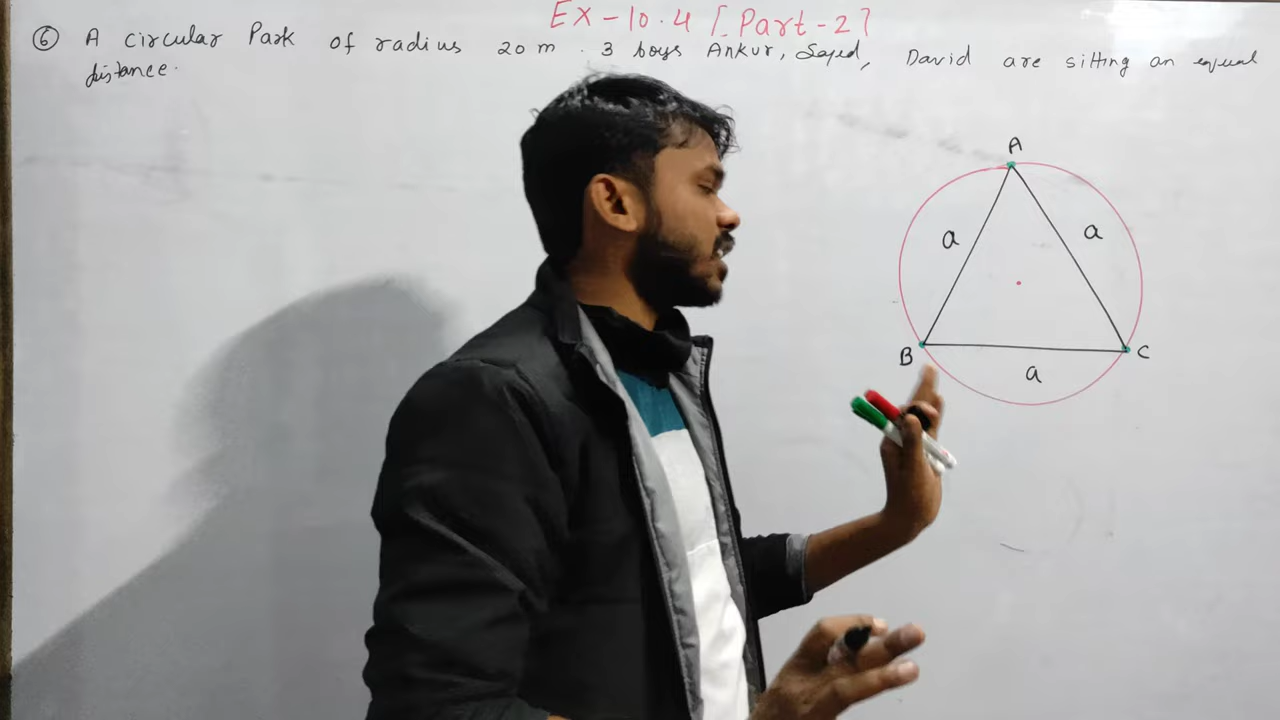 Ex-10.4 [Part-2]
⑥ A circular Park of radius 20 m . 3 boys Ankur, Sayed, David are sitting an equal
distance.
A
a a
B C
a